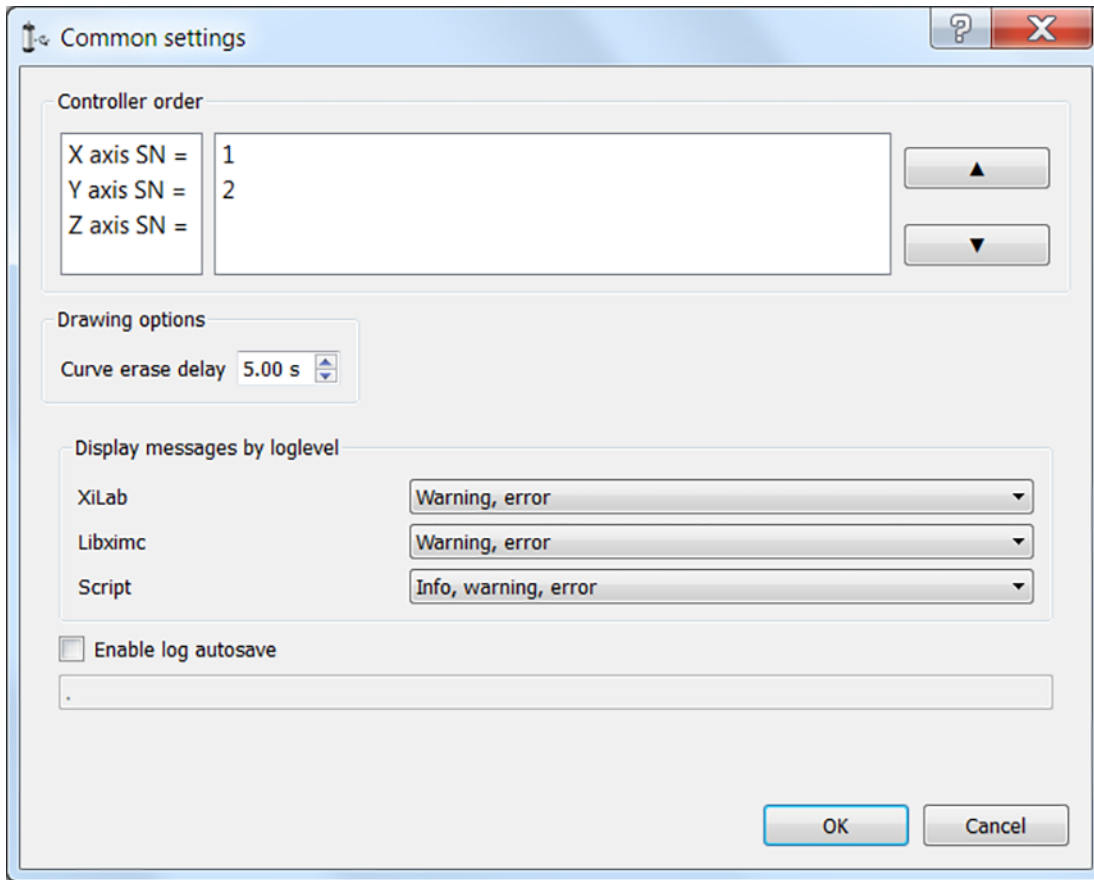 Common settings
Controller order
X axis SN = 1
Y axis SN = 2
Z axis SN =
▲
▼
Drawing options
Curve erase delay 5.00 s
Display messages by loglevel
XiLab Warning, error
Libximc Warning, error
Script Info, warning, error
Enable log autosave
.
OK Cancel